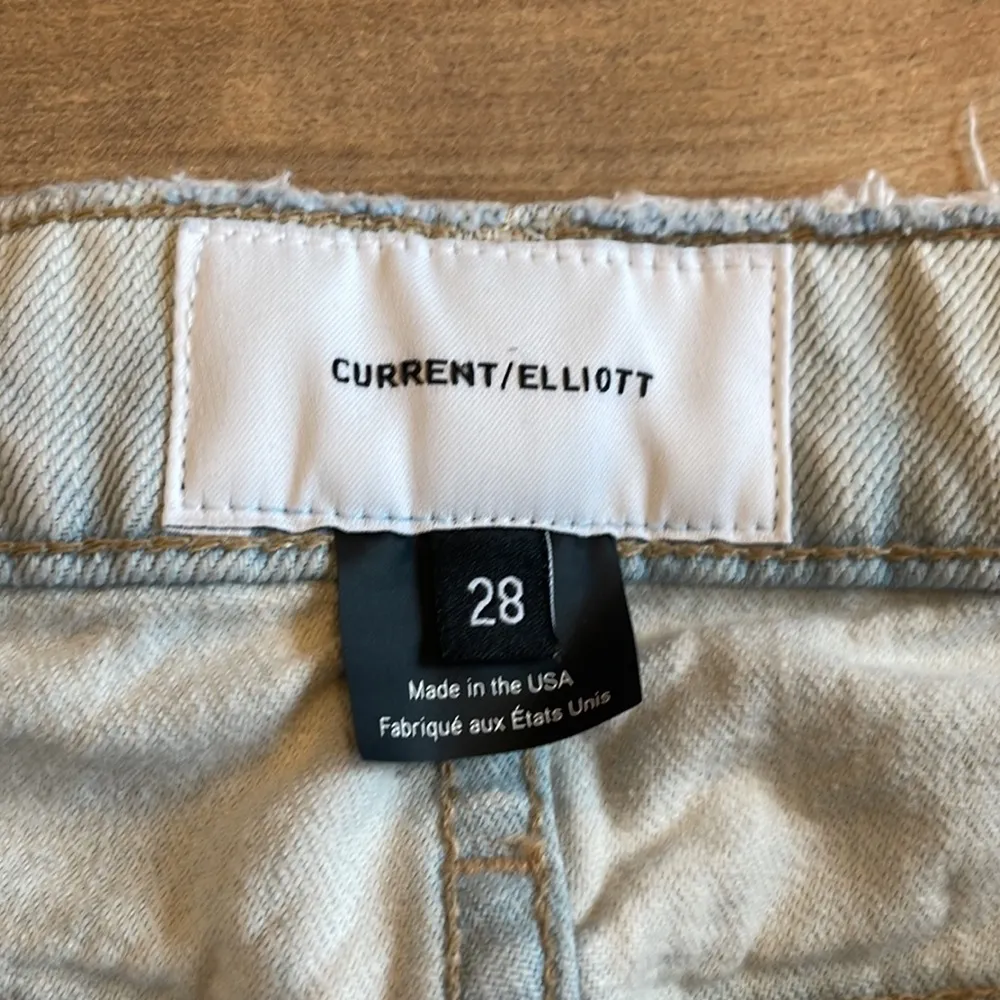 CURRENT/ELLIOTT
28
Made in the USA
Fabriqué aux États Unis